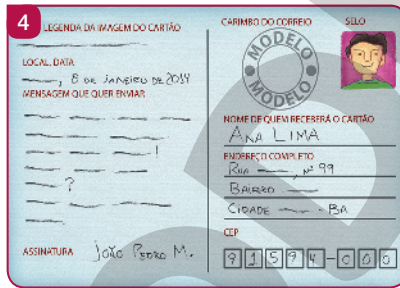 4
LEGENDA DA IMAGEM DO CARTÃO
LOCAL, DATA
, 8 DE JANEIRO DE 2014
MENSAGEM QUE QUER ENVIAR
!
?
ASSINATURA JOÃO PEDRO M.
CARIMBO DO CORREIO
SELO
MODELO
MODELO
NOME DE QUEM RECEBERÁ O CARTÃO
ANA LIMA
ENDEREÇO COMPLETO
RUA , Nº 99
BAIRRO
CIDADE - BA
CEP
91594-000